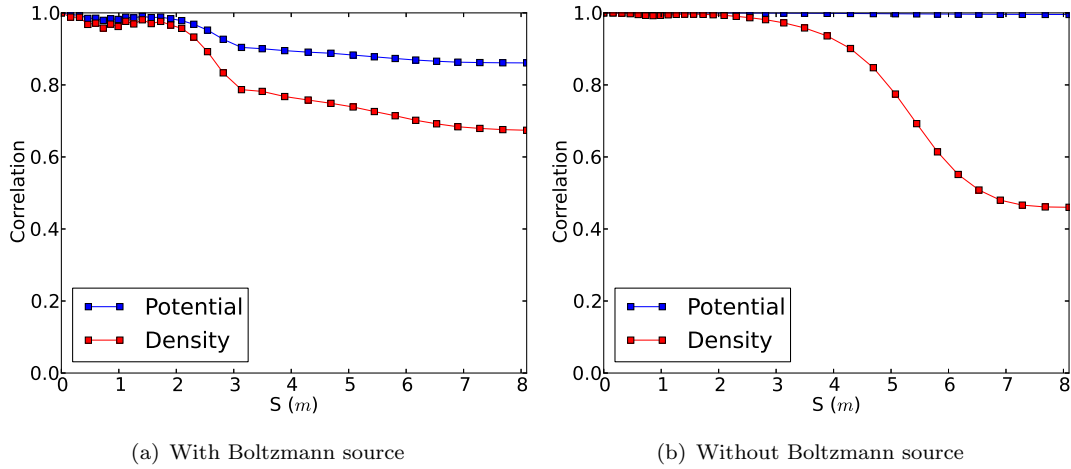 1.0
0.8
0.6
0.4
0.2
0.0
Correlation
0 1 2 3 4 5 6 7 8
S (m)
Potential
Density
(a) With Boltzmann source
1.0
0.8
0.6
0.4
0.2
0.0
Correlation
0 1 2 3 4 5 6 7 8
S (m)
Potential
Density
(b) Without Boltzmann source